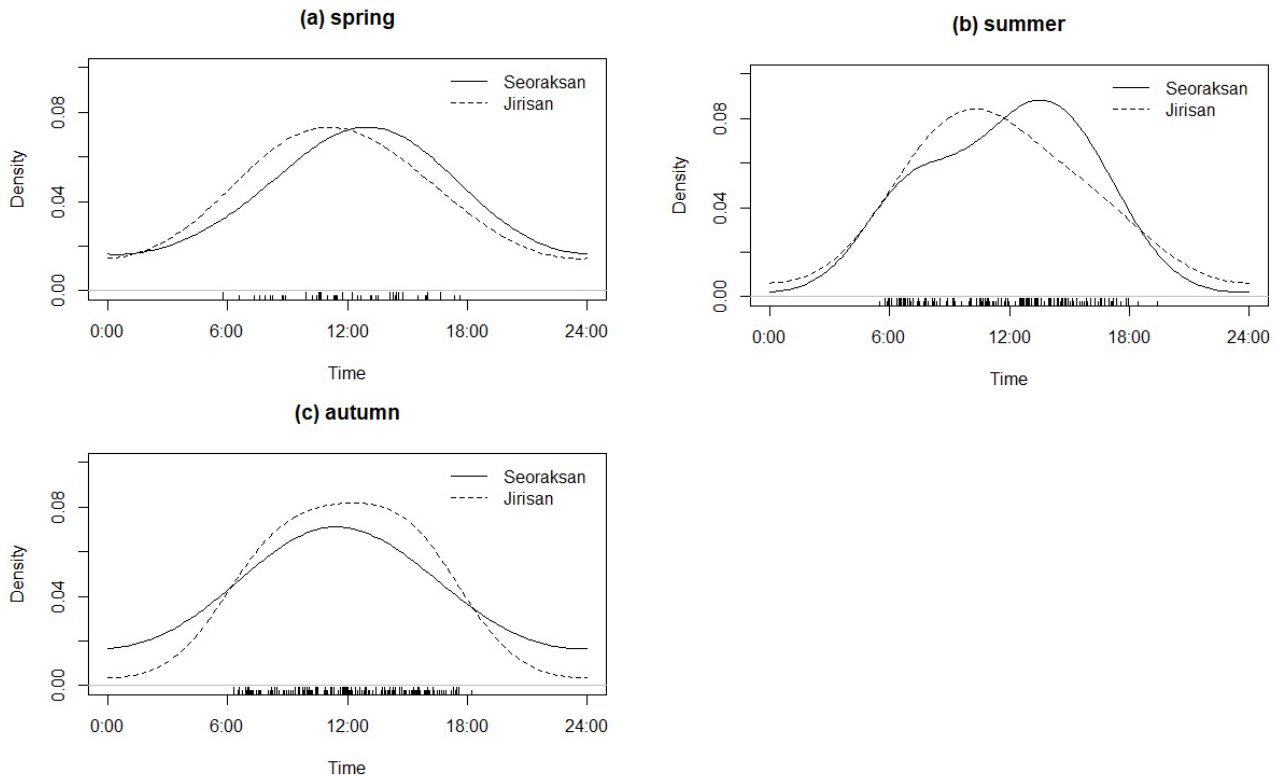 (a) spring
Seoraksan
Jirisan
Density
0.08
0.04
0.00
0:00 6:00 12:00 18:00 24:00
Time
(b) summer
Seoraksan
Jirisan
Density
0.08
0.04
0.00
0:00 6:00 12:00 18:00 24:00
Time
(c) autumn
Seoraksan
Jirisan
Density
0.08
0.04
0.00
0:00 6:00 12:00 18:00 24:00
Time